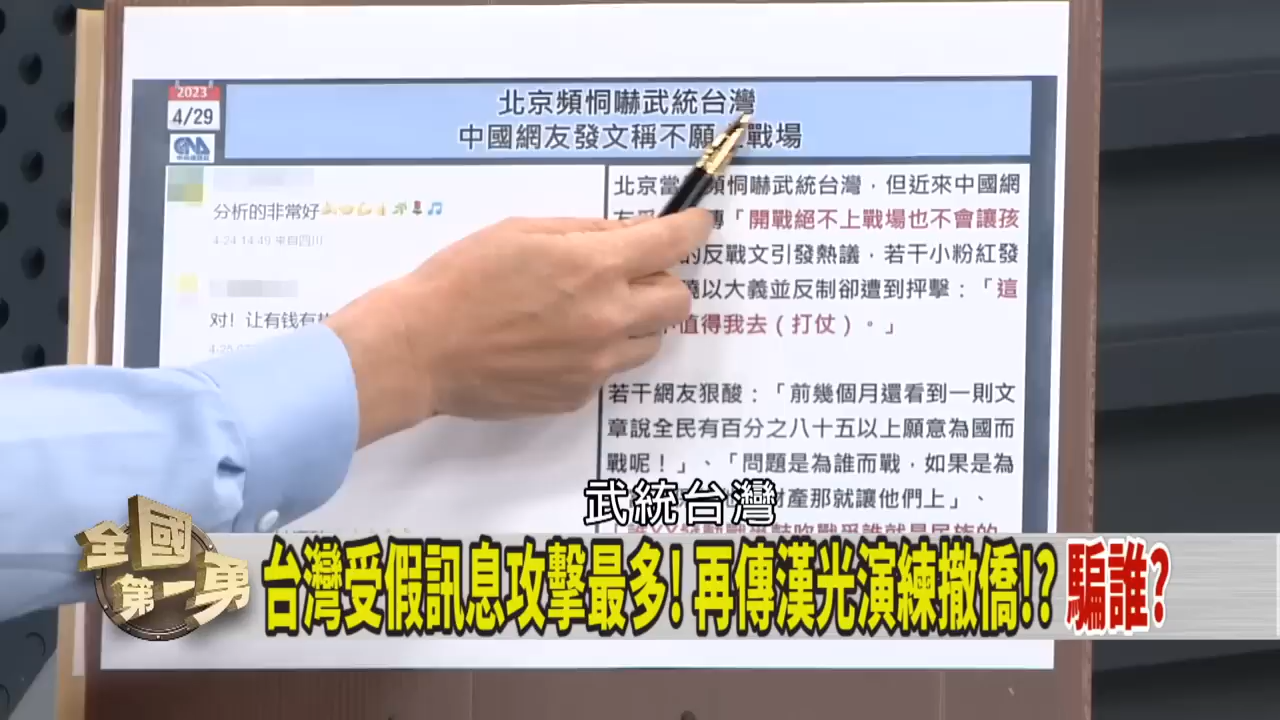 2023
4/29
CNA
北京頻恫嚇武統台灣
中國網友發文稱不願 戰場
分析的非常好
4-24 14:49 来自四川
对！让有钱有
北京當 頻恫嚇武統台灣，但近來中國網
傳「開戰絕不上戰場也不會讓孩
的反戰文引發熱議，若干小粉紅發
以大義並反制卻遭到抨擊：「這
值得我去（打仗）。」
若干網友狠酸：「前幾個月還看到一則文
章說全民有百分之八十五以上願意為國而
戰呢！」、「問題是為誰而戰，如果是為
財產那就讓他們上」、
武統台灣
全國第一勇
台灣受假訊息攻擊最多！再傳漢光演練撤僑!? 騙誰?